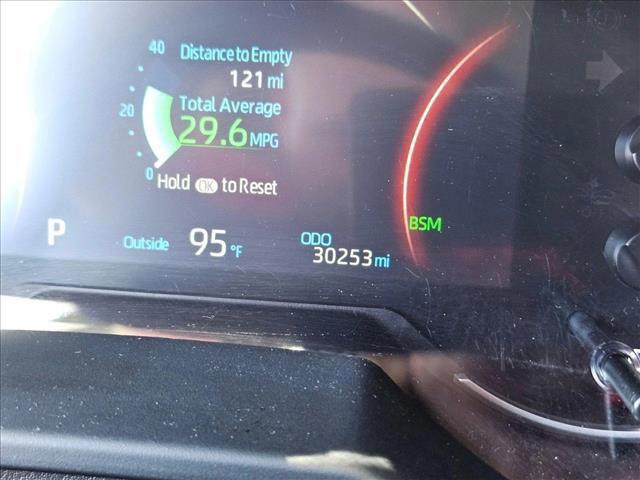 40
Distance to Empty
121 mi
20
Total Average
29.6 MPG
0
Hold OK to Reset
P
Outside 95 °F
ODO
30253 mi
BSM